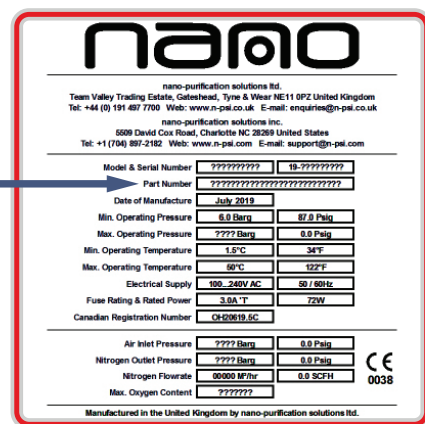 nano
nano-purification solutions ltd.
Team Valley Trading Estate, Gateshead, Tyne & Wear NE11 0PZ United Kingdom
Tel: +44 (0) 191 497 7700 Web: www.n-psi.co.uk E-mail: enquiries@n-psi.co.uk
nano-purification solutions inc.
5509 David Cox Road, Charlotte NC 28269 United States
Tel: +1 (704) 897-2182 Web: www.n-psi.com E-mail: support@n-psi.com
Model & Serial Number ?????????? 19-?????????
Part Number ???????????????????????????
Date of Manufacture July 2019
Min. Operating Pressure 6.0 Barg 87.0 Psig
Max. Operating Pressure ???? Barg 0.0 Psig
Min. Operating Temperature 1.5°C 34°F
Max. Operating Temperature 50°C 122°F
Electrical Supply 100...240V AC 50 / 60Hz
Fuse Rating & Rated Power 3.0A 'T' 72W
Canadian Registration Number OH20619.5C
Air Inlet Pressure ???? Barg 0.0 Psig
Nitrogen Outlet Pressure ???? Barg 0.0 Psig
Nitrogen Flowrate 00000 M³/hr 0.0 SCFH
Max. Oxygen Content ???????
CE
0038
Manufactured in the United Kingdom by nano-purification solutions ltd.